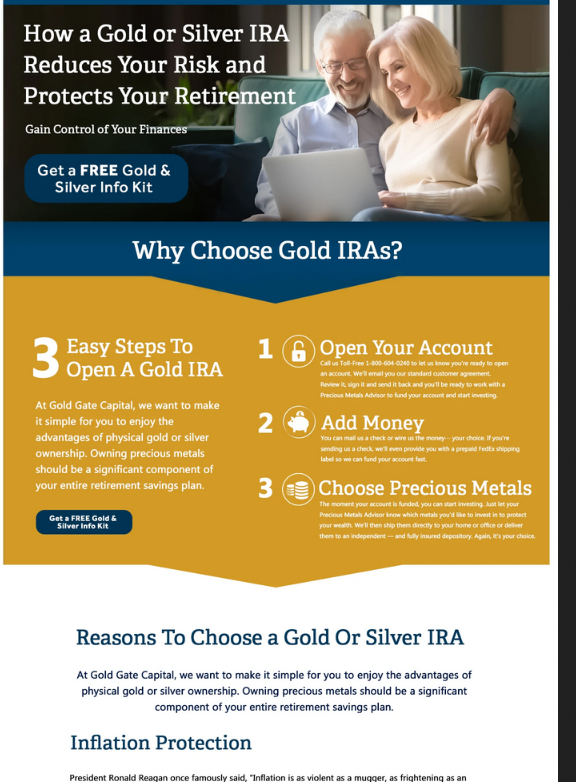 How a Gold or Silver IRA
Reduces Your Risk and
Protects Your Retirement
Gain Control of Your Finances
Get a FREE Gold &
Silver Info Kit
Why Choose Gold IRAs?
3 Easy Steps To
Open A Gold IRA
At Gold Gate Capital, we want to make
it simple for you to enjoy the
advantages of physical gold or silver
ownership. Owning precious metals
should be a significant component of
your entire retirement savings plan.
Get a FREE Gold &
Silver Info Kit
1 Open Your Account
Call us Toll-Free 1-800-604-0240 to let us know you're ready to open
an account. We'll email you our standard customer agreement.
Review it, sign it and send it back and you'll be ready to work with a
Precious Metals Advisor to fund your account and start investing.
2 Add Money
You can mail us a check or wire us the money-- your choice. If you're
sending us a check, we'll even provide you with a prepaid FedEx shipping
label so we can fund your account fast.
3 Choose Precious Metals
The moment your account is funded, you can start investing. Just let your
Precious Metals Advisor know which metals you'd like to invest in to protect
your wealth. We'll then ship them directly to your home or office or deliver
them to an independent — and fully insured depository. Again, it's your choice.
Reasons To Choose a Gold Or Silver IRA
At Gold Gate Capital, we want to make it simple for you to enjoy the advantages of
physical gold or silver ownership. Owning precious metals should be a significant
component of your entire retirement savings plan.
Inflation Protection
President Ronald Reagan once famously said, "Inflation is as violent as a mugger, as frightening as an